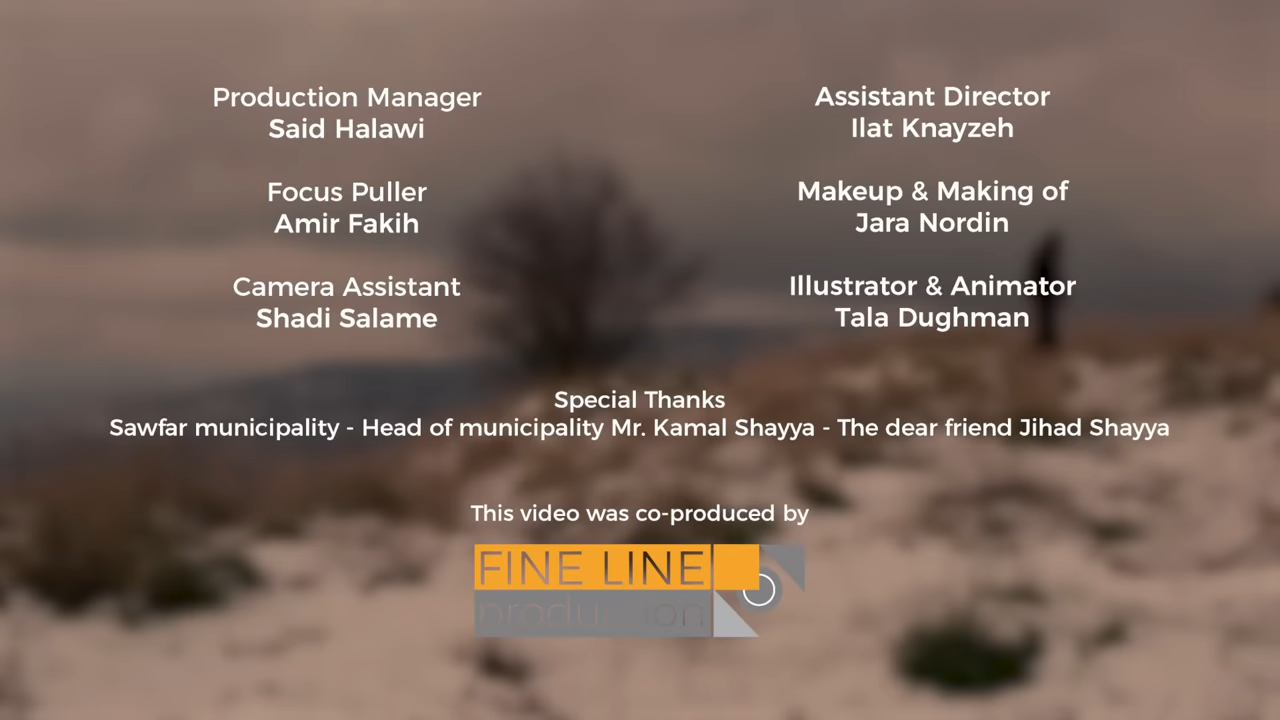 Production Manager
Said Halawi
Focus Puller
Amir Fakih
Camera Assistant
Shadi Salame
Assistant Director
Ilat Knayzeh
Makeup & Making of
Jara Nordin
Illustrator & Animator
Tala Dughman
Special Thanks
Sawfar municipality - Head of municipality Mr. Kamal Shayya - The dear friend Jihad Shayya
This video was co-produced by
FINE LINE
production